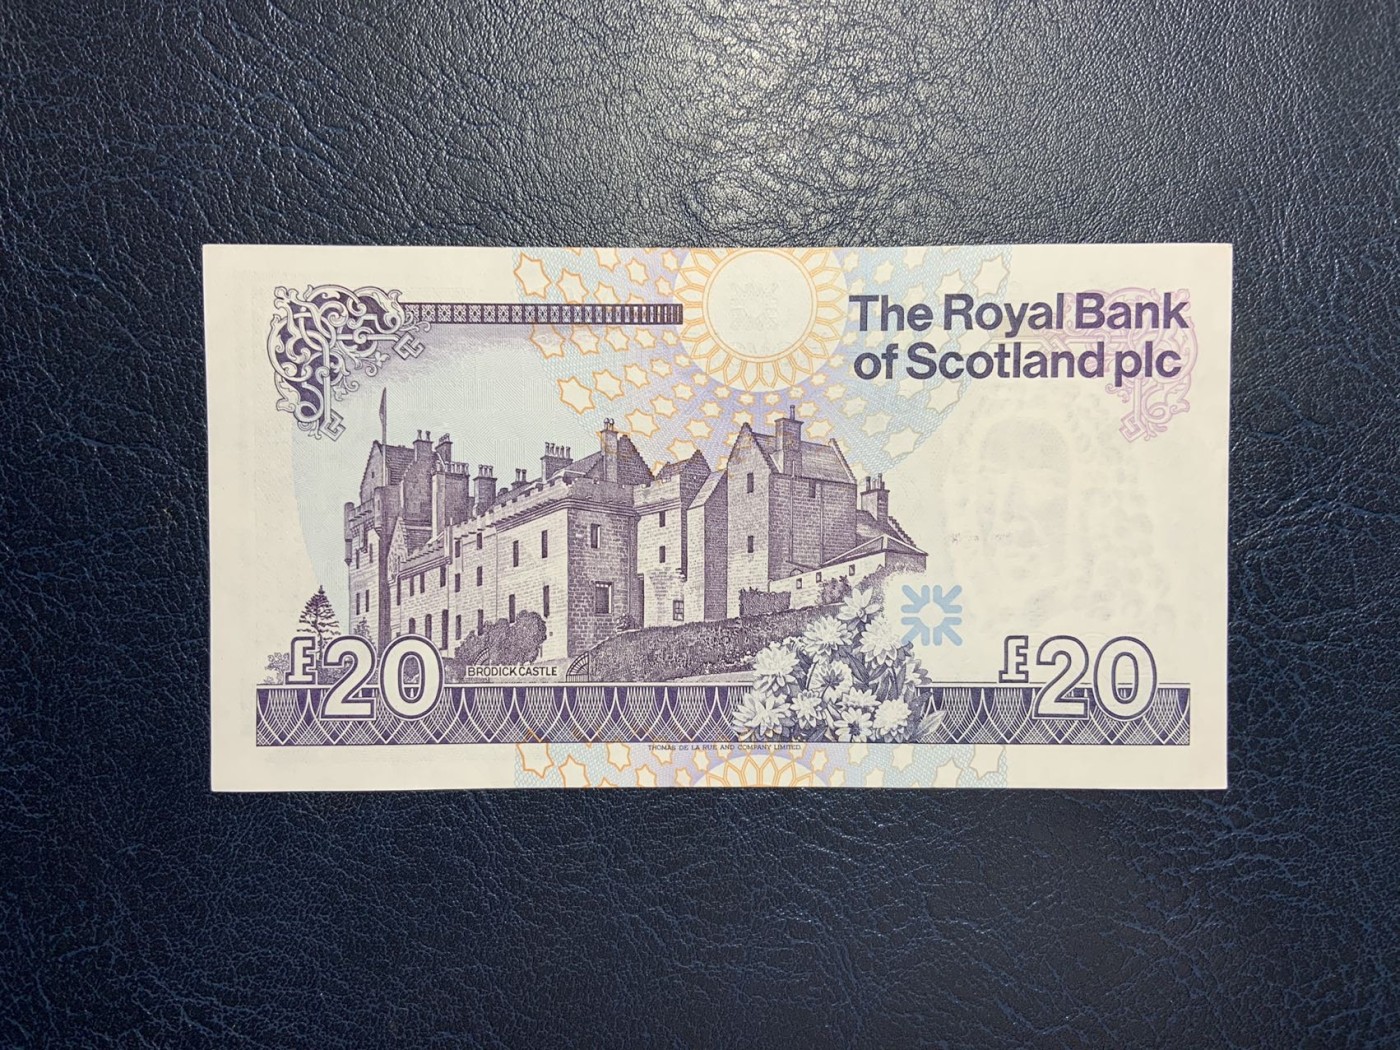 The Royal Bank
of Scotland plc
BRODICK CASTLE
£20
£20
THOMAS DE LA RUE AND COMPANY LIMITED.